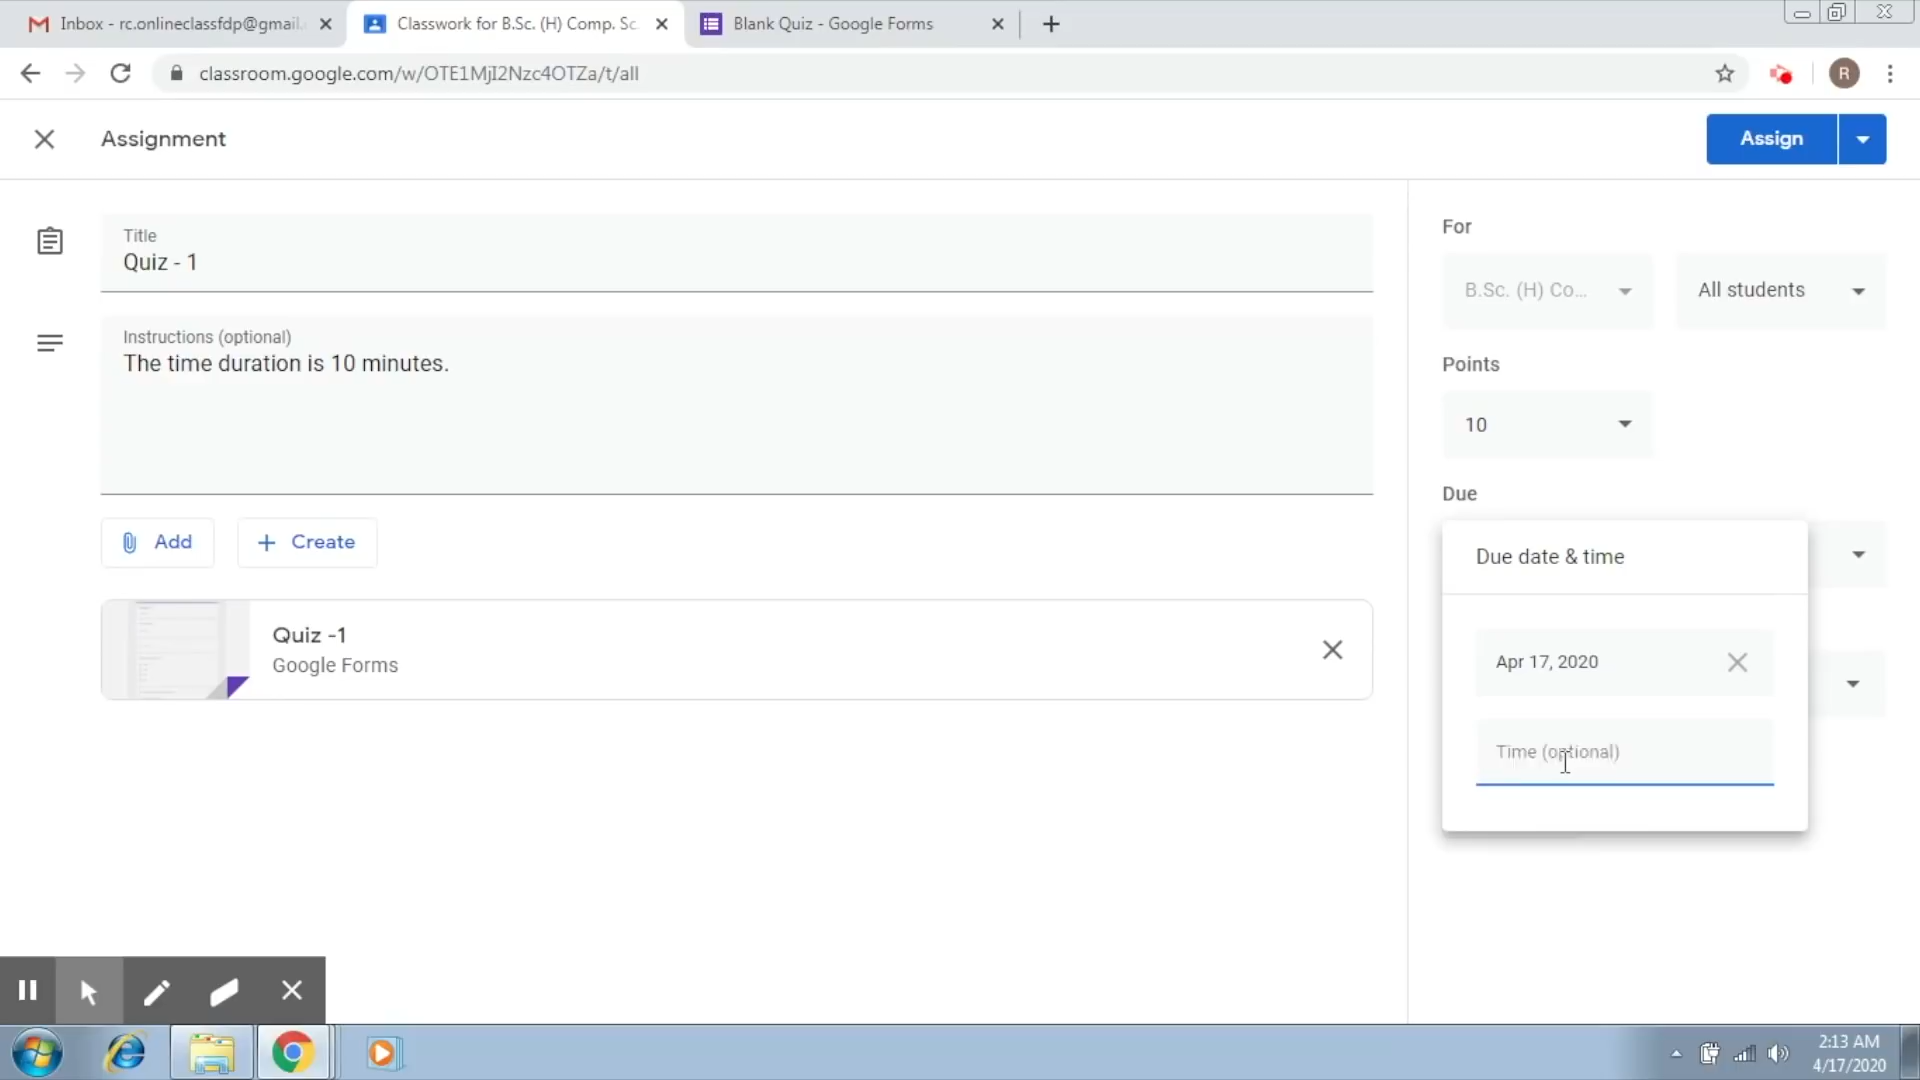 Inbox - rc.onlineclassfdp@gmail.
Classwork for B.Sc. (H) Comp. Sc
Blank Quiz - Google Forms
classroom.google.com/w/OTE1MjI2Nzc4OTZa/t/all
R
Assignment
Assign
Title
Quiz - 1
Instructions (optional)
The time duration is 10 minutes.
Add
Create
Quiz -1
Google Forms
For
B.Sc. (H) Co...
All students
Points
10
Due
Due date & time
Apr 17, 2020
Time (optional)
2:13 AM
4/17/2020